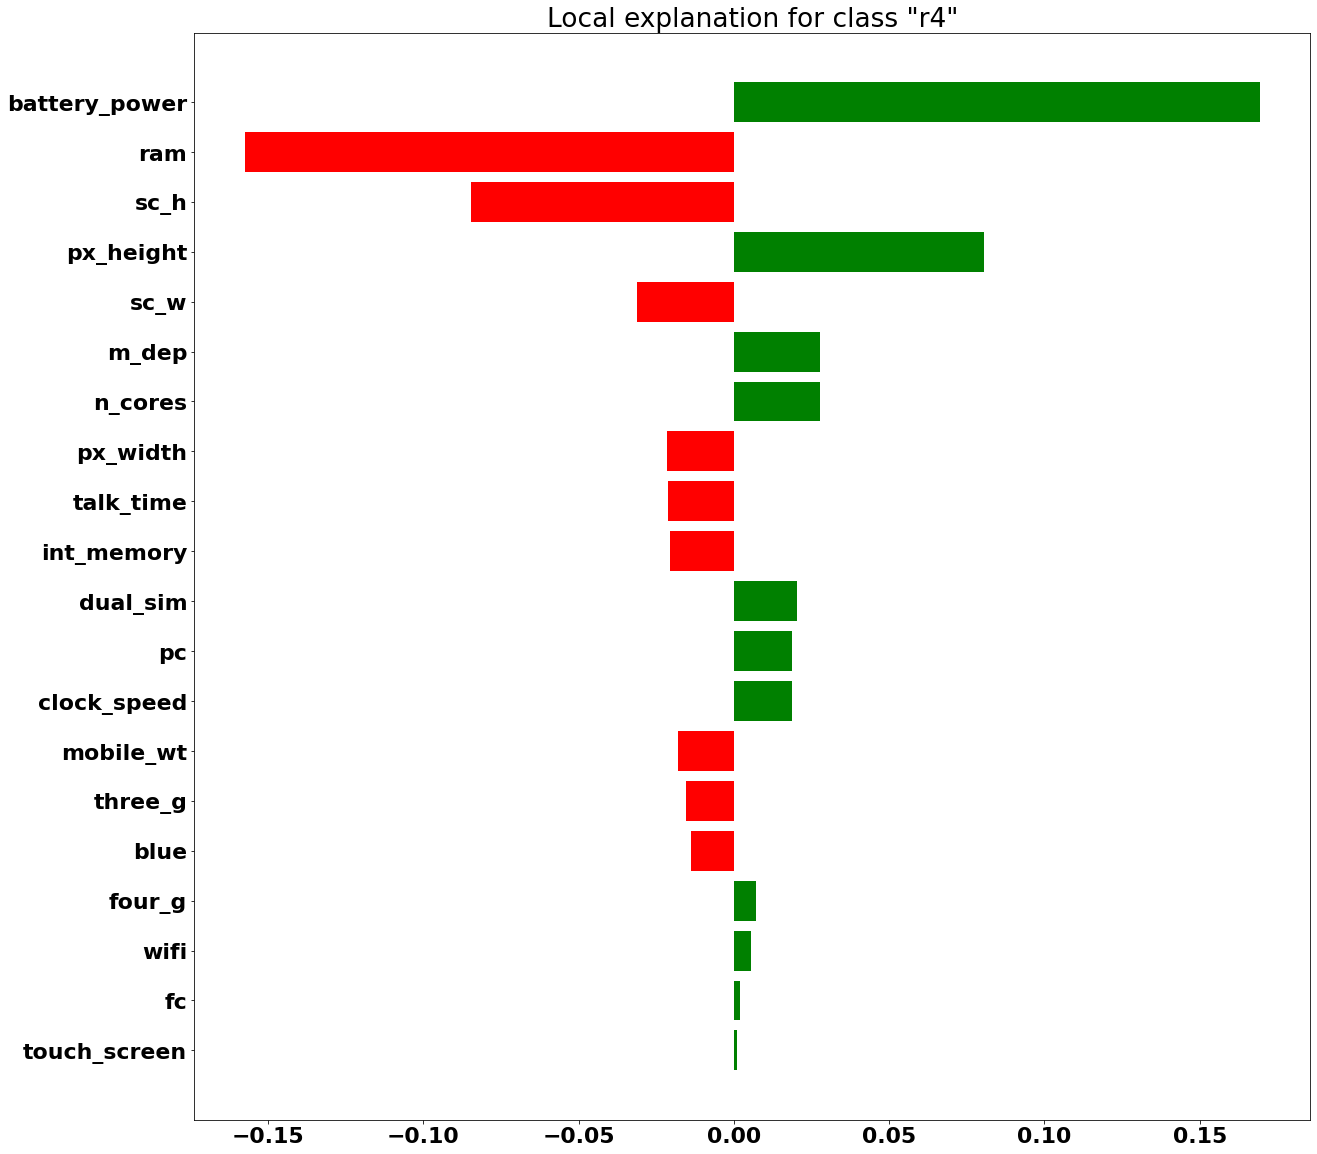 Local explanation for class "r4"
battery_power
ram
sc_h
px_height
sc_w
m_dep
n_cores
px_width
talk_time
int_memory
dual_sim
pc
clock_speed
mobile_wt
three_g
blue
four_g
wifi
fc
touch_screen
−0.15 −0.10 −0.05 0.00 0.05 0.10 0.15